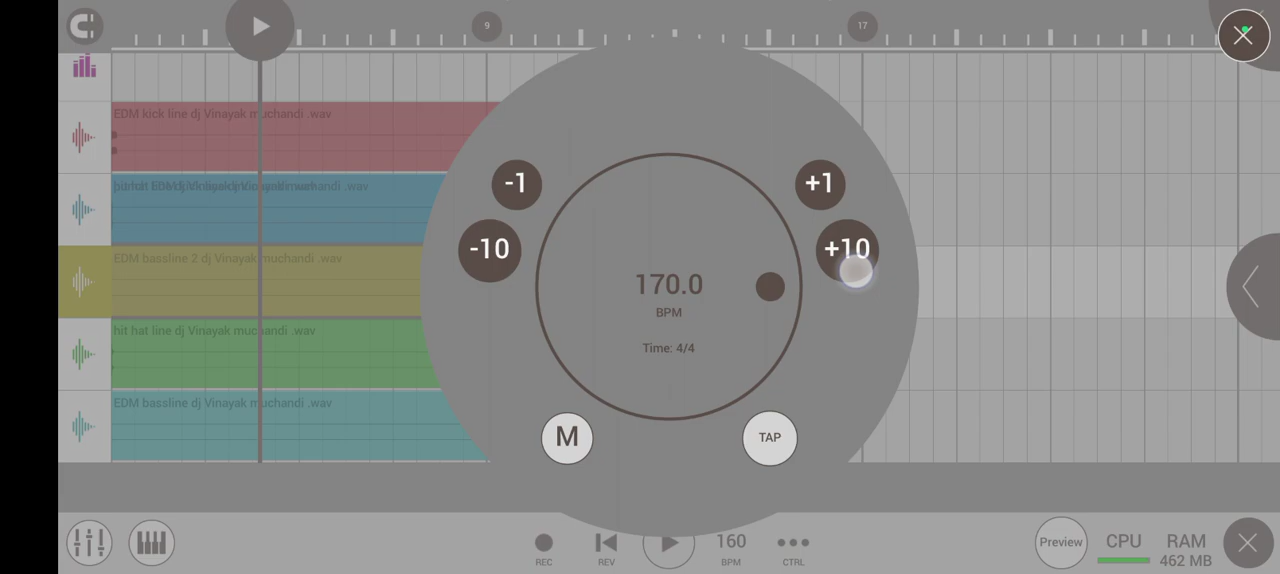 9
17
EDM kick line dj Vinayak muchandi .wav
EDM bassline 2 dj Vinayak muchandi .wav
hit hat line dj Vinayak muchandi .wav
EDM bassline dj Vinayak muchandi .wav
-1
+1
-10
+10
170.0
BPM
Time: 4/4
M
TAP
REC
REV
160
BPM
CTRL
Preview
CPU
RAM
462 MB